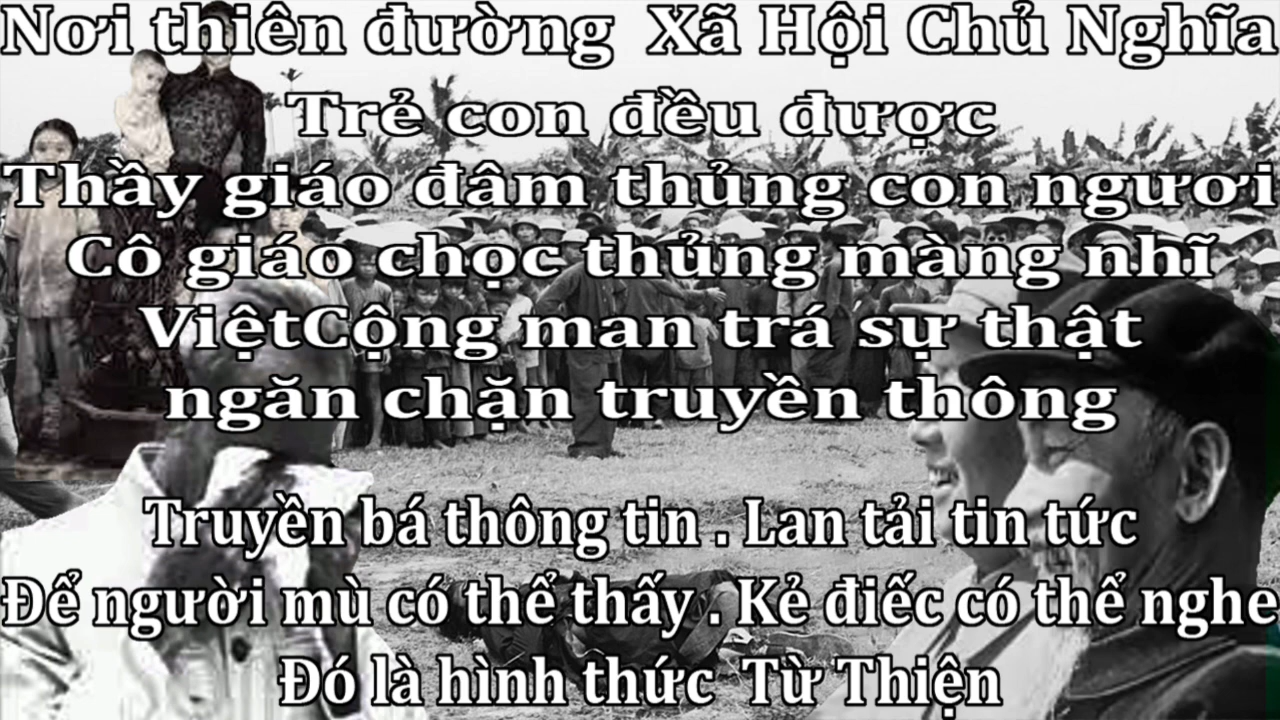 Nơi thiên đường Xã Hội Chủ Nghĩa
Trẻ con đều được
Thầy giáo đâm thủng con ngươi
Cô giáo chọc thủng màng nhĩ
ViệtCộng man trá sự thật
ngăn chặn truyền thông
Truyền bá thông tin . Lan tải tin tức
Để người mù có thể thấy . Kẻ điếc có thể nghe
Đó là hình thức Từ Thiện